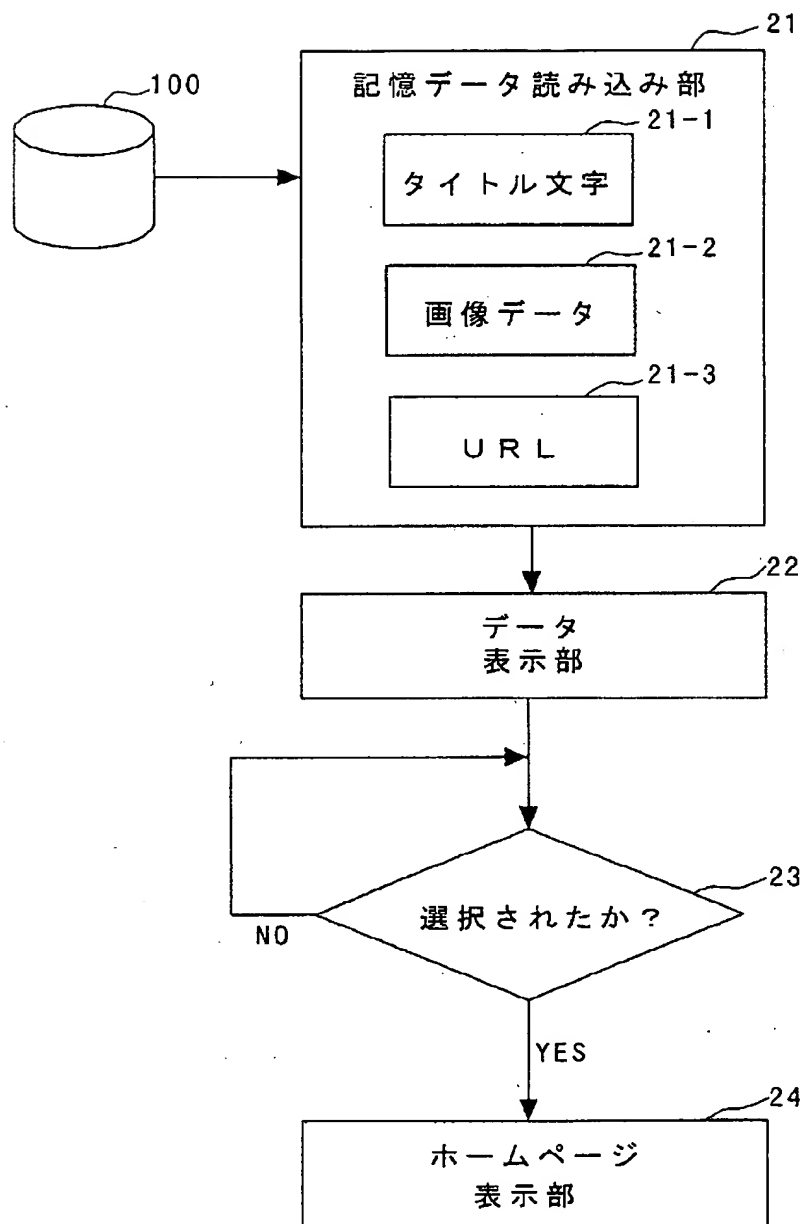 21
100
記憶データ読み込み部
21-1
タイトル文字
21-2
画像データ
21-3
URL
22
データ
表示部
23
選択されたか?
NO
YES
24
ホームページ
表示部